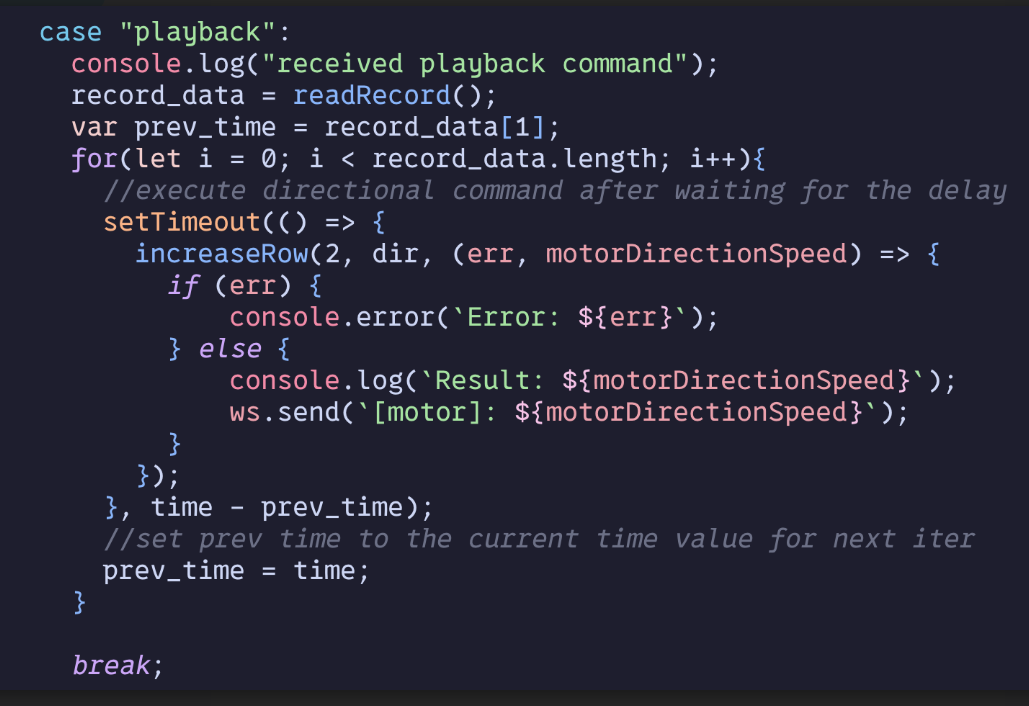 case "playback":
console.log("received playback command");
record_data = readRecord();
var prev_time = record_data[1];
for(let i = 0; i < record_data.length; i++){
//execute directional command after waiting for the delay
setTimeout(() => {
increaseRow(2, dir, (err, motorDirectionSpeed) => {
if (err) {
console.error(`Error: ${err}`);
} else {
console.log(`Result: ${motorDirectionSpeed}`);
ws.send(`[motor]: ${motorDirectionSpeed}`);
}
});
}, time - prev_time);
//set prev time to the current time value for next iter
prev_time = time;
}
break;